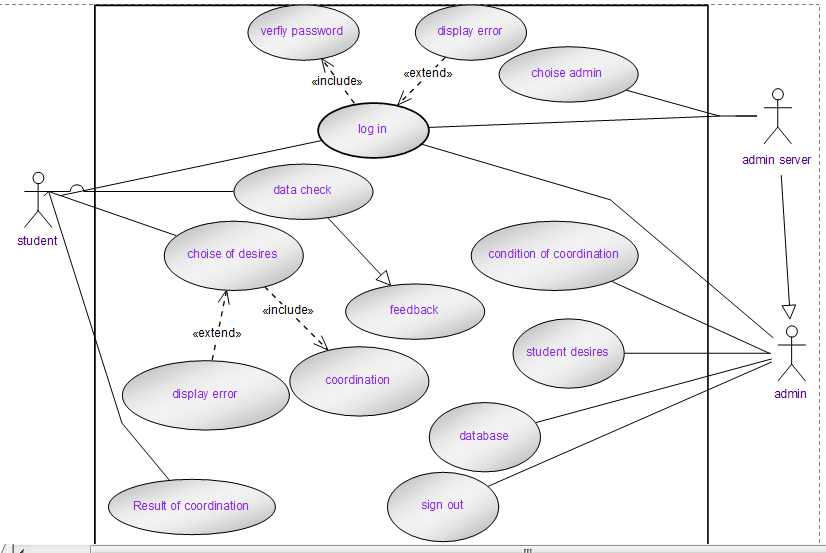 verfiy password
display error
«include»
«extend»
choise admin
log in
admin server
data check
student
choise of desires
condition of coordination
«include»
feedback
«extend»
student desires
coordination
display error
admin
database
Result of coordination
sign out